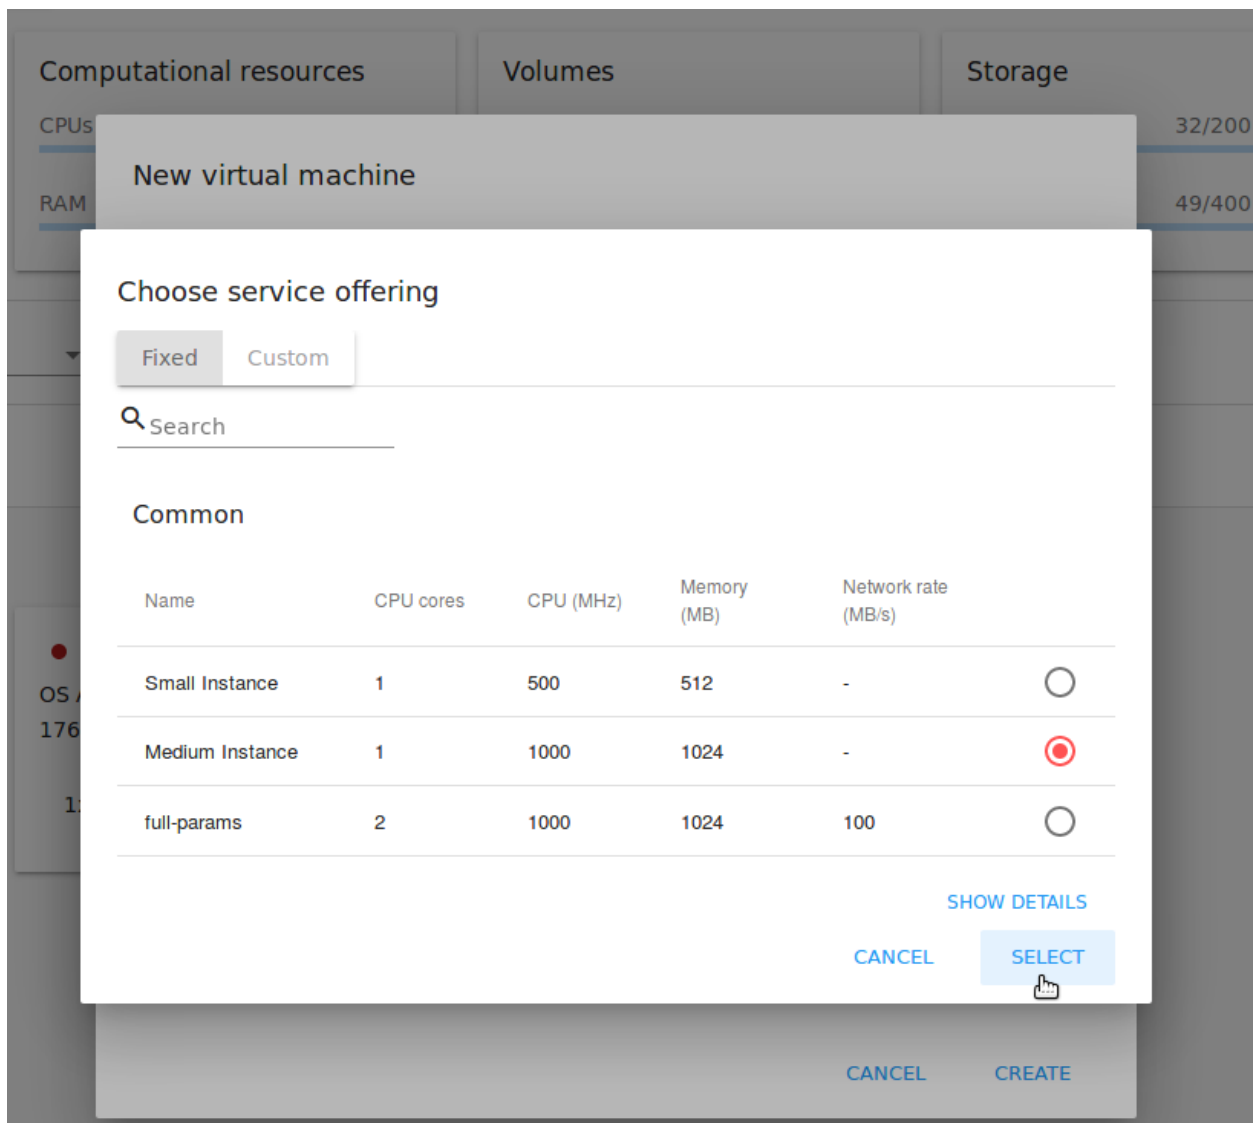 Computational resources Volumes Storage
CPUs 32/200
New virtual machine
RAM 49/400
Choose service offering
Fixed Custom
Search
Common
Name CPU cores CPU (MHz) Memory (MB) Network rate (MB/s)
Small Instance 1 500 512 -
Medium Instance 1 1000 1024 -
full-params 2 1000 1024 100
OS
176
SHOW DETAILS
CANCEL SELECT
CANCEL CREATE